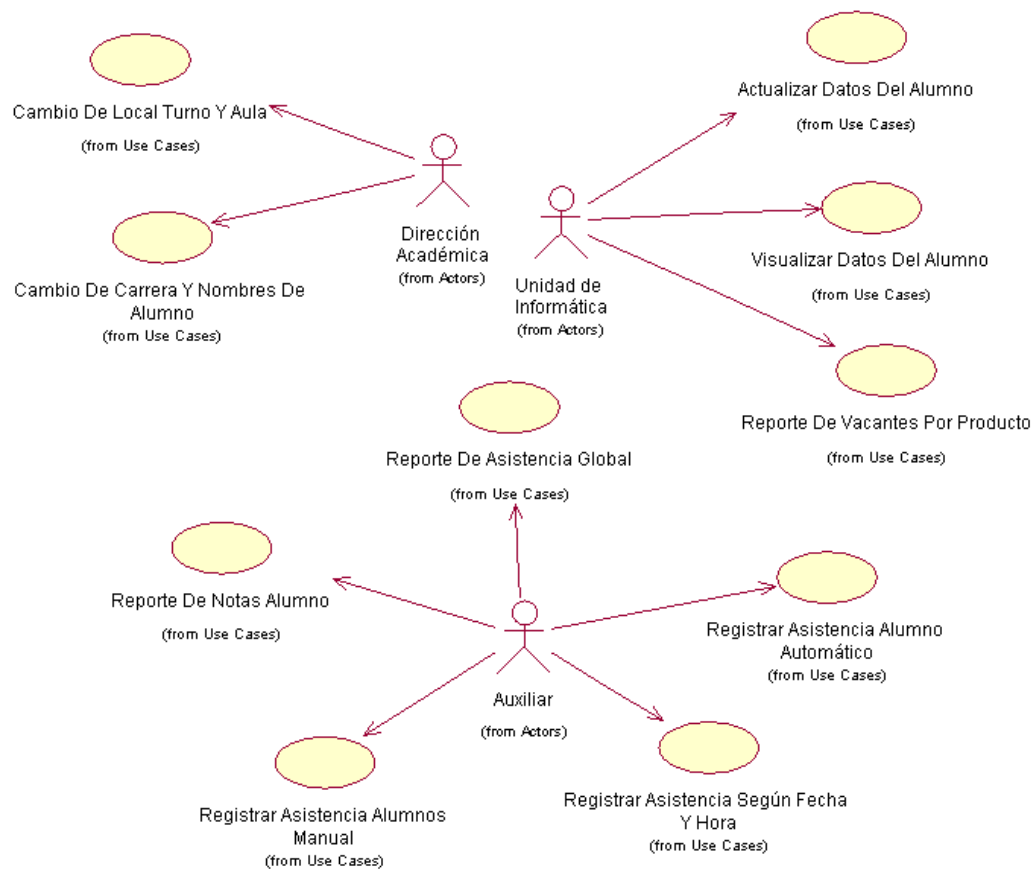 Cambio De Local Turno Y Aula
(from Use Cases)
Actualizar Datos Del Alumno
(from Use Cases)
Dirección
Académica
(from Actors)
Unidad de
Informática
(from Actors)
Visualizar Datos Del Alumno
(from Use Cases)
Cambio De Carrera Y Nombres De
Alumno
(from Use Cases)
Reporte De Vacantes Por Producto
(from Use Cases)
Reporte De Asistencia Global
(from Use Cases)
Reporte De Notas Alumno
(from Use Cases)
Registrar Asistencia Alumno
Automático
(from Use Cases)
Auxiliar
(from Actors)
Registrar Asistencia Alumnos
Manual
(from Use Cases)
Registrar Asistencia Según Fecha
Y Hora
(from Use Cases)